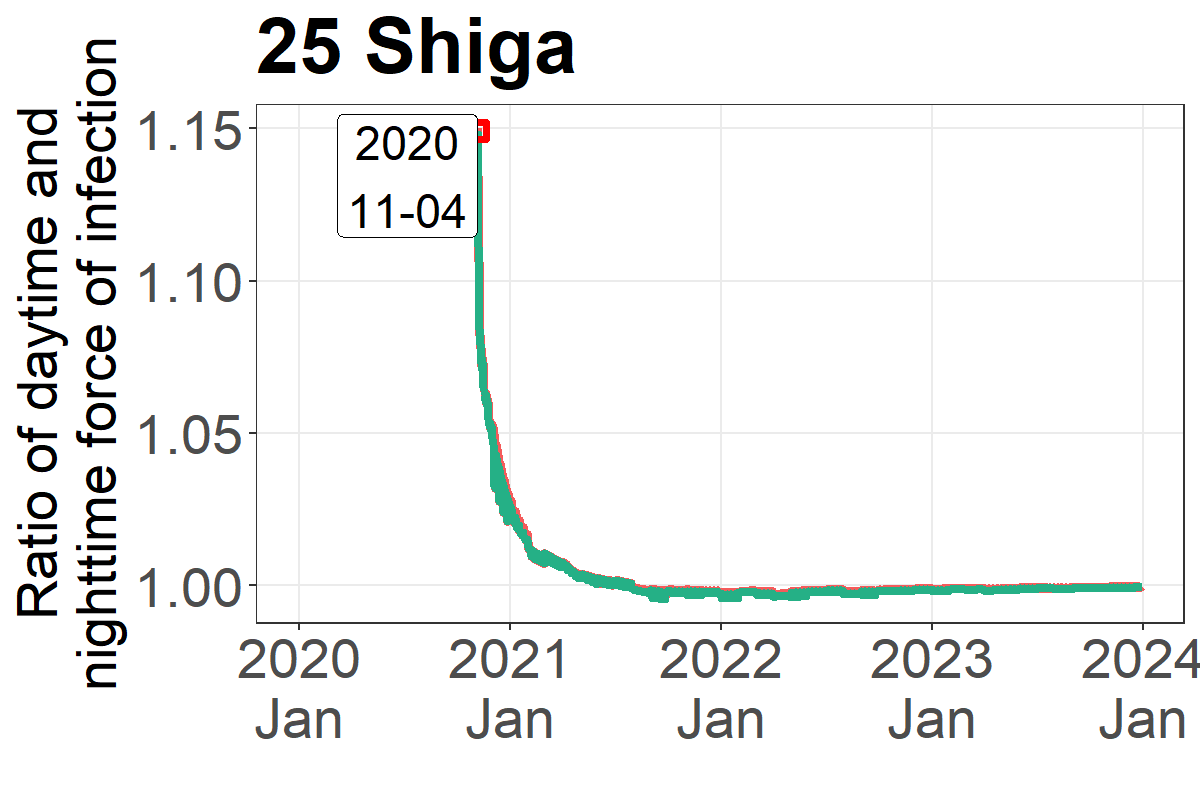 25 Shiga
Ratio of daytime and
nighttime force of infection
1.15
1.10
1.05
1.00
2020
11-04
2020
Jan
2021
Jan
2022
Jan
2023
Jan
2024
Jan